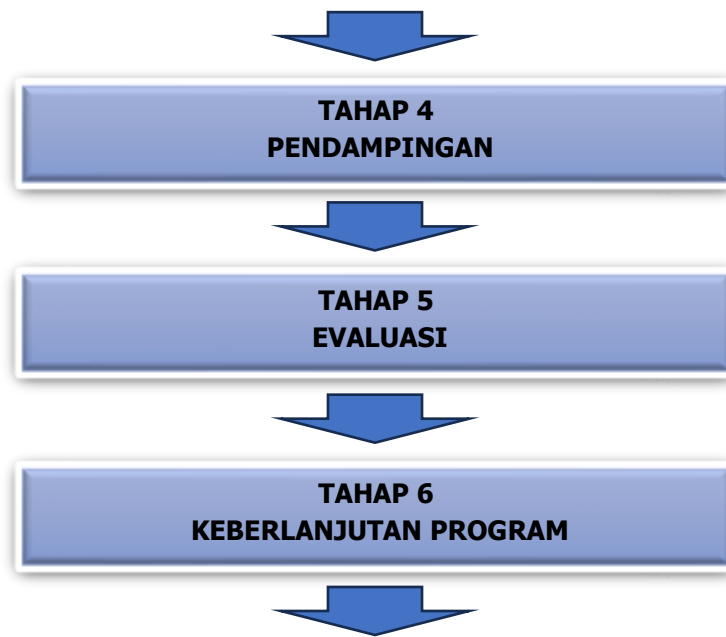 TAHAP 4
PENDAMPINGAN
TAHAP 5
EVALUASI
TAHAP 6
KEBERLANJUTAN PROGRAM